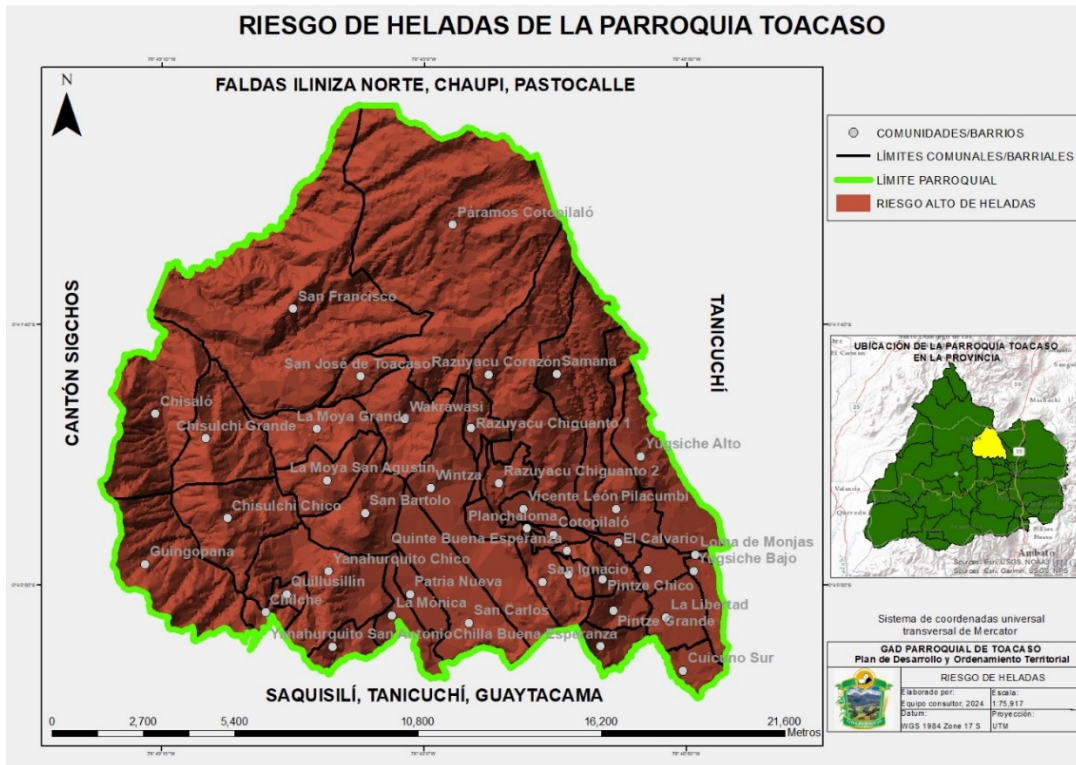 RIESGO DE HELADAS DE LA PARROQUIA TOACASO
N
FALDAS ILINIZA NORTE, CHAUPI, PASTOCALLE
CANTÓN SIGCHOS
TANICUCHÍ
SAQUISILÍ, TANICUCHÍ, GUAYTACAMA
Páramos Cotopilaló
San Francisco
San José de Toacaso
Razuyacu Corazón
Samana
Chisaló
La Moya Grande
Wakrawasi
Chisulchi Grande
Razuyacu Chiguanto 1
Yugsiche Alto
La Moya San Agustín
Wintza
Razuyacu Chiguanto 2
San Bartolo
Vicente León Pilacumbi
Chisulchi Chico
Planchaloma
Cotopilaló
Quinte Buena Esperanza
El Calvario
Loma de Monjas
Guingopana
Yanahurquito Chico
Yugsiche Bajo
Quillusillin
Patria Nueva
San Ignacio
Pintze Chico
Chilche
La Mónica
San Carlos
La Libertad
Pintze Grande
Yanahurquito San Antonio
Chilla Buena Esperanza
Cuicuno Sur
0
2,700
5,400
10,800
16,200
21,600
Metros
COMUNIDADES/BARRIOS
LÍMITES COMUNALES/BARRIALES
LÍMITE PARROQUIAL
RIESGO ALTO DE HELADAS
UBICACIÓN DE LA PARROQUIA TOACASO
EN LA PROVINCIA
El Carmen
Machachi
Valencia
Quevedo
Ambato
Sistema de coordenadas universal
transversal de Mercator
GAD PARROQUIAL DE TOACASO
Plan de Desarrollo y Ordenamiento Territorial
RIESGO DE HELADAS
Elaborado por:
Equipo consultor, 2024
Escala:
1:75,917
Datum:
WGS 1984 Zone 17 S
Proyección:
UTM